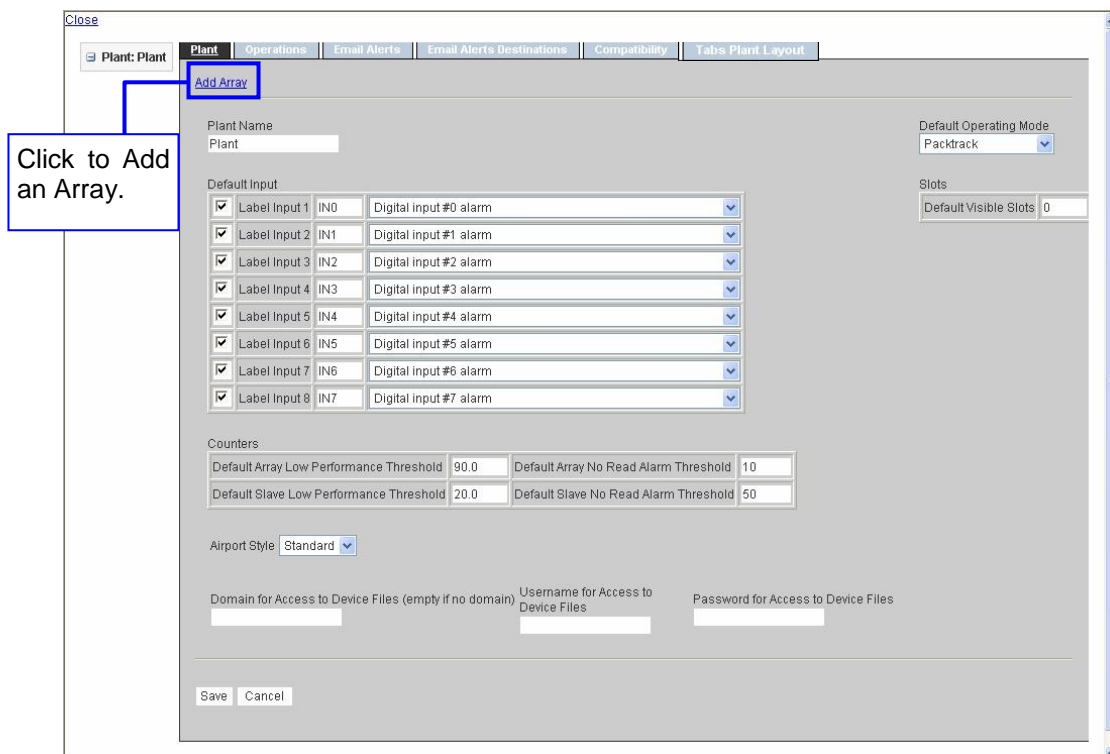 Close
Plant: Plant
Plant Operations Email Alerts Email Alerts Destinations Compatibility Tabs Plant Layout
Add Array
Click to Add
an Array.
Plant Name
Plant
Default Operating Mode
Packtrack
Default Input
Label Input 1 IN0 Digital input #0 alarm
Label Input 2 IN1 Digital input #1 alarm
Label Input 3 IN2 Digital input #2 alarm
Label Input 4 IN3 Digital input #3 alarm
Label Input 5 IN4 Digital input #4 alarm
Label Input 6 IN5 Digital input #5 alarm
Label Input 7 IN6 Digital input #6 alarm
Label Input 8 IN7 Digital input #7 alarm
Slots
Default Visible Slots 0
Counters
Default Array Low Performance Threshold 90.0 Default Array No Read Alarm Threshold 10
Default Slave Low Performance Threshold 20.0 Default Slave No Read Alarm Threshold 50
Airport Style Standard
Domain for Access to Device Files (empty if no domain)
Username for Access to
Device Files
Password for Access to Device Files
Save Cancel